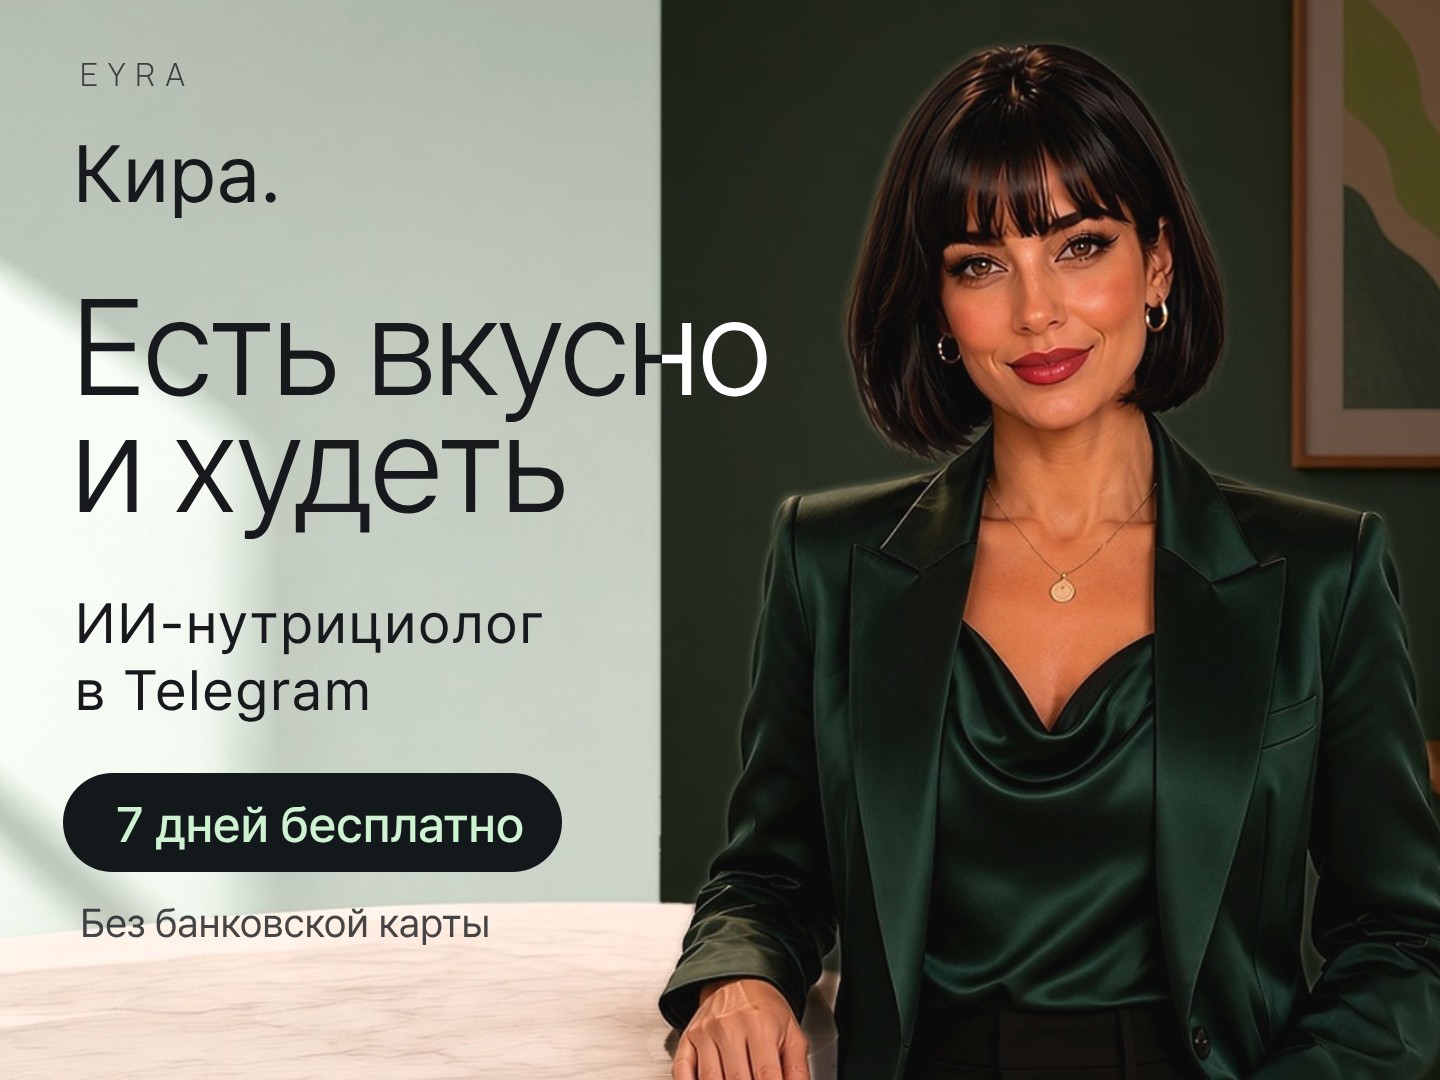 EYRA
Кира.
Есть вкусно
и худеть
ИИ-нутрициолог
в Telegram
7 дней бесплатно
Без банковской карты